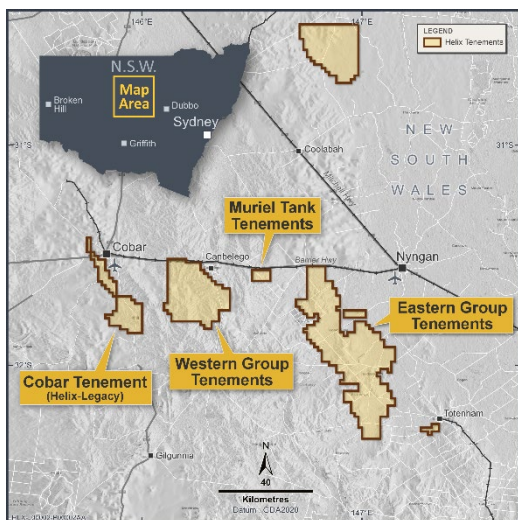 146°E
147°E
LEGEND
Helix Tenements
N.S.W.
Map
Area
Broken
Hill
Dubbo
Sydney
Griffith
31°S
31°S
Coolabah
Mitchell Hwy
NEW
SOUTH
WALES
Muriel Tank
Tenements
Cobar
Canbelego
Barrier Hwy
Nyngan
Eastern Group
Tenements
Western Group
Tenements
Cobar Tenement
(Helix-Legacy)
32°S
32°S
Totenham
Gilgunnia
N
40
Kilometres
Datum - GDA2020
147°E